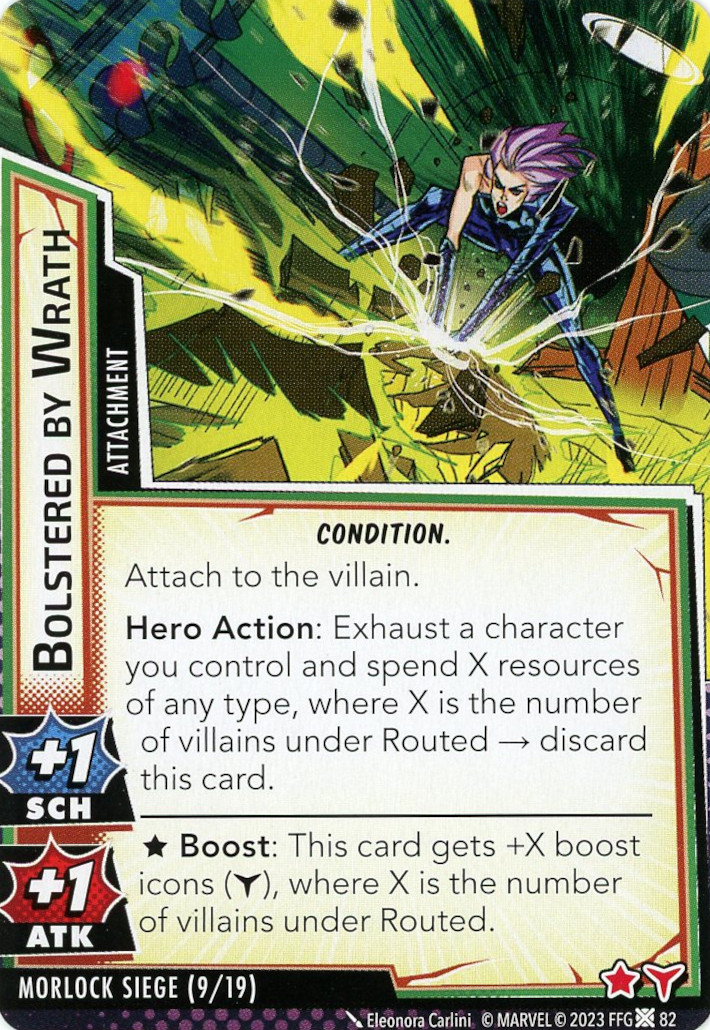 BOLSTERED BY WRATH
ATTACHMENT
CONDITION.
Attach to the villain.
Hero Action: Exhaust a character
you control and spend X resources
of any type, where X is the number
of villains under Routed → discard
this card.
★ Boost: This card gets +X boost
icons (), where X is the number
of villains under Routed.
+1
SCH
+1
ATK
MORLOCK SIEGE (9/19)
Eleonora Carlini © MARVEL © 2023 FFG 82